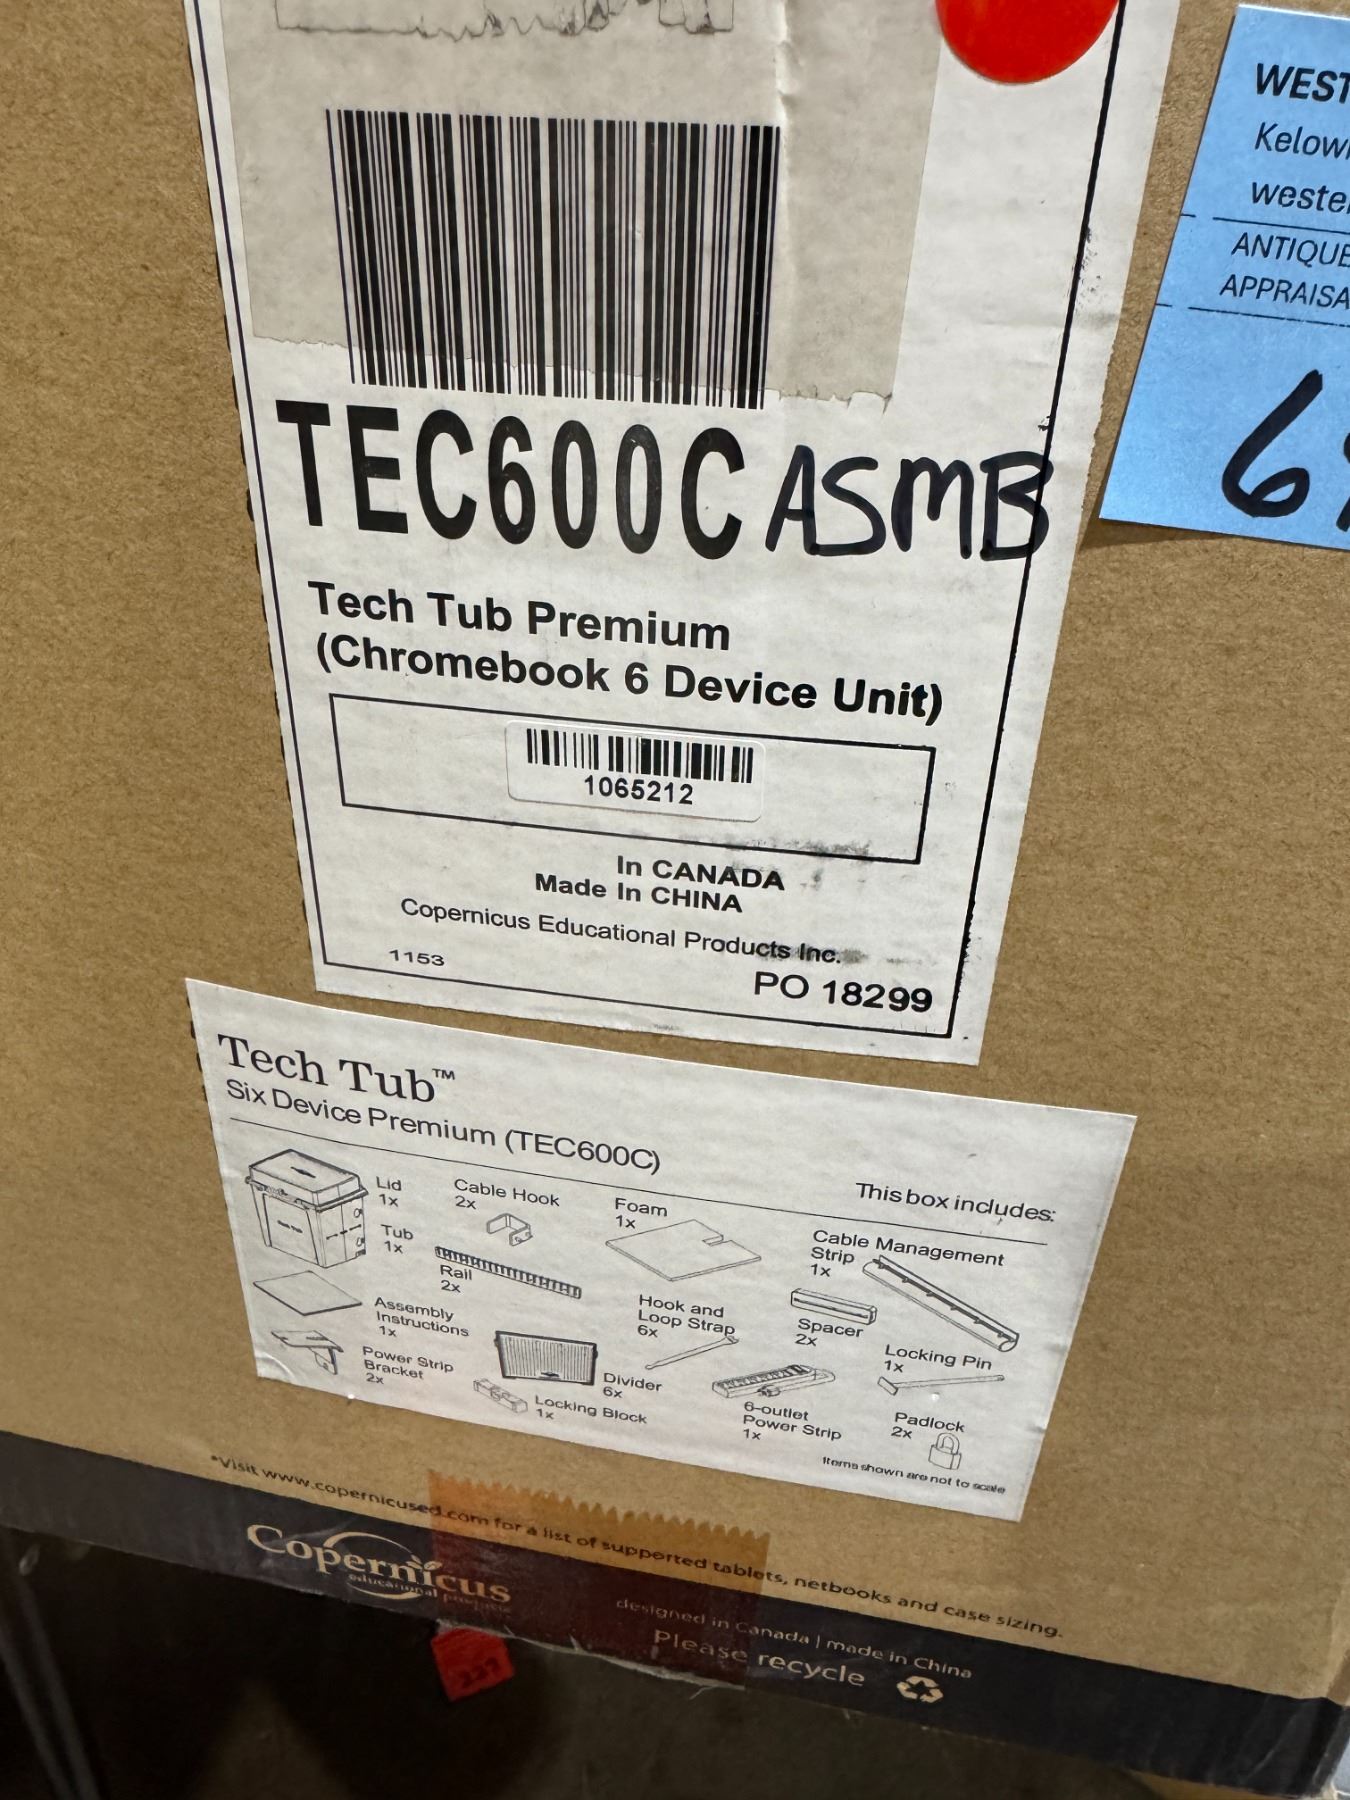 TEC600C ASMB
Tech Tub Premium
(Chromebook 6 Device Unit)
1065212
In CANADA
Made In CHINA
Copernicus Educational Products Inc.
1153
PO 18299
Tech Tub™
Six Device Premium (TEC600C)
This box includes:
Lid
1x
Tub
1x
Cable Hook
2x
Rail
2x
Foam
1x
Cable Management
Strip
1x
Assembly
Instructions
1x
Hook and
Loop Strap
6x
Spacer
2x
Locking Pin
1x
Power Strip
Bracket
2x
Divider
6x
Locking Block
1x
6-outlet
Power Strip
1x
Padlock
2x
Items shown are not to scale
*Visit www.copernicused.com for a list of supported tablets, netbooks and case sizing.
Copernicus
educational products
designed in Canada | made in China
Please recycle
WEST
Kelow
weste
ANTIQUE
APPRAISA
6